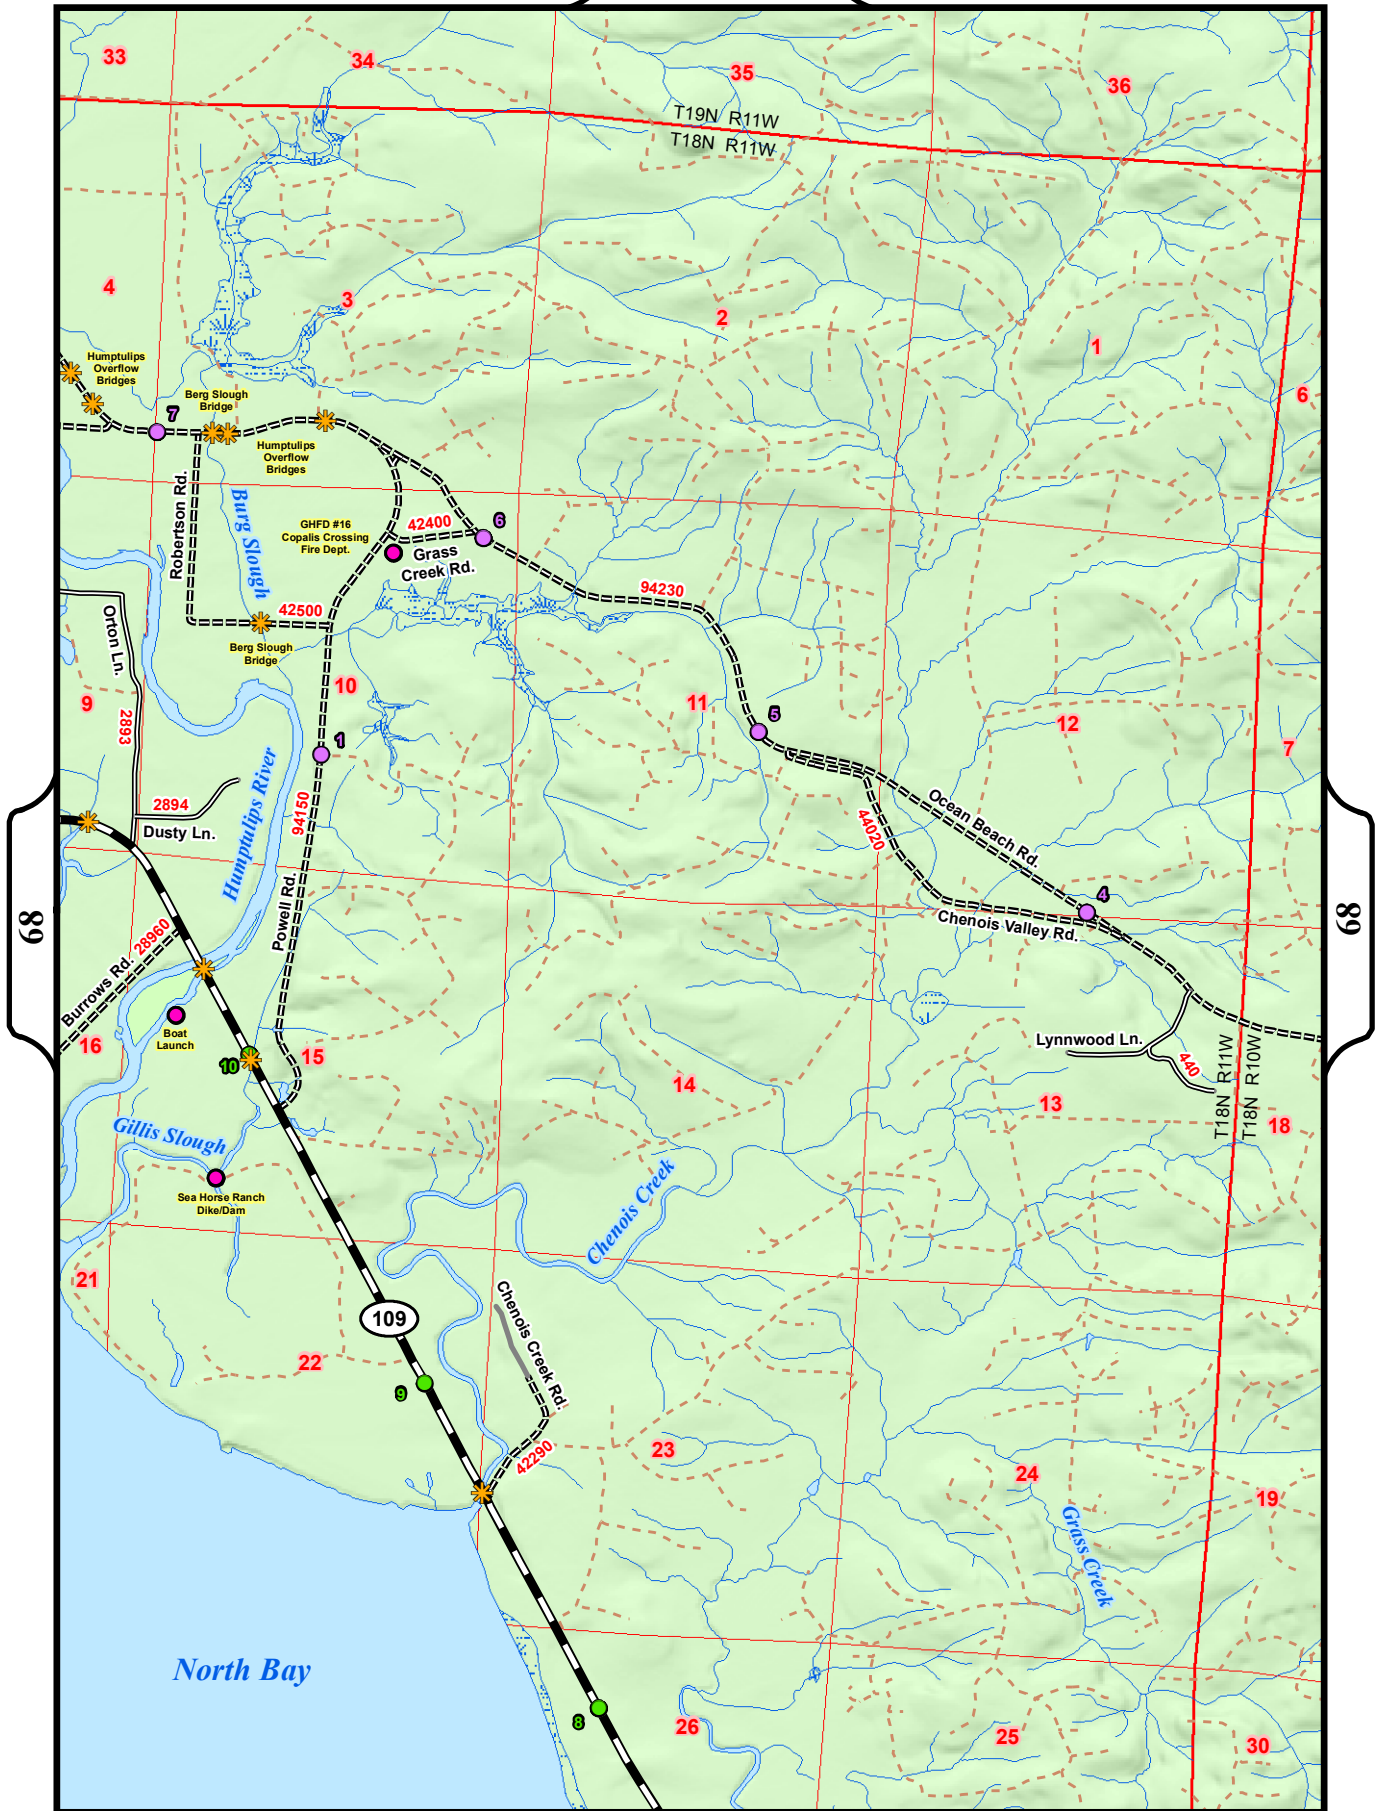 33
34
35
36
T19N R11W
T18N R11W
4
3
2
1
6
Humptulips
Overflow
Bridges
Berg Slough
Bridge
7
Humptulips
Overflow
Bridges
Robertson Rd.
Burg Slough
GHFD #16
Copalis Crossing
Fire Dept.
42400
6
Grass
Creek Rd.
94230
42500
Berg Slough
Bridge
Orton Ln.
9
2893
10
11
5
12
7
1
Humptulips River
94150
2894
Dusty Ln.
Ocean Beach Rd.
44020
4
Chenois Valley Rd.
Powell Rd.
68
68
28960
Burrows Rd.
Boat
Launch
16
10
15
14
Lynnwood Ln.
440
13
T18N R11W
T18N R10W
18
Gillis Slough
Sea Horse Ranch
Dike/Dam
Chenois Creek
21
109
Chenois Creek Rd.
22
9
42290
23
24
19
Grass Creek
North Bay
8
26
25
30